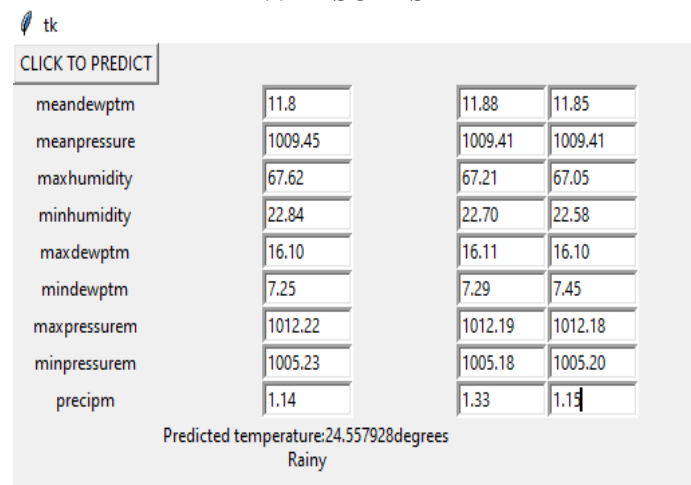 tk
CLICK TO PREDICT
meandewptm 11.8 11.88 11.85
meanpressure 1009.45 1009.41 1009.41
maxhumidity 67.62 67.21 67.05
minhumidity 22.84 22.70 22.58
maxdewptm 16.10 16.11 16.10
mindewptm 7.25 7.29 7.45
maxpressurem 1012.22 1012.19 1012.18
minpressurem 1005.23 1005.18 1005.20
precipm 1.14 1.33 1.15
Predicted temperature:24.557928degrees
Rainy